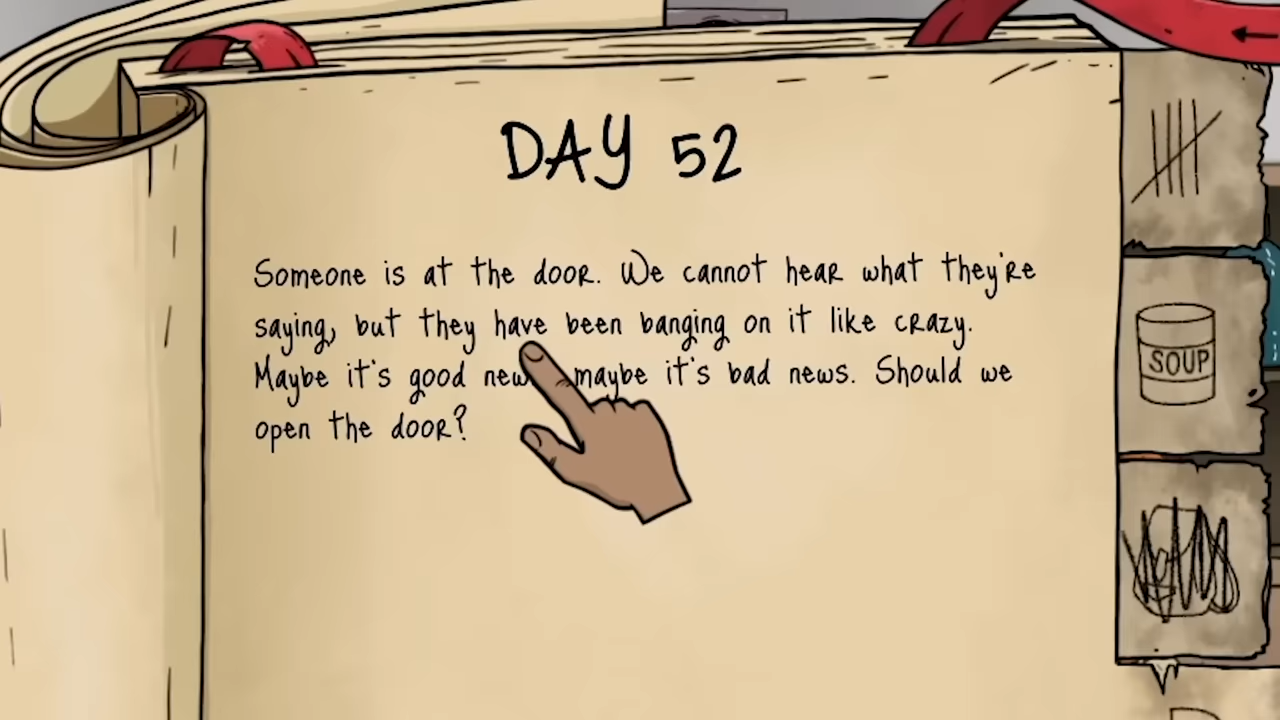 DAY 52
Someone is at the door. We cannot hear what they're
saying, but they have been banging on it like crazy.
Maybe it's good new maybe it's bad news. Should we
open the door?
SOUP